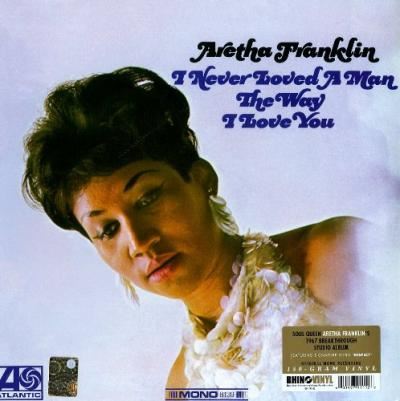 Aretha Franklin
I Never Loved A Man
The Way
I Love You
SOUL QUEEN ARETHA FRANKLIN'S
1967 BREAKTHROUGH
STUDIO ALBUM
180-GRAM VINYL
RHINO VINYL
ATLANTIC
MONO 8139